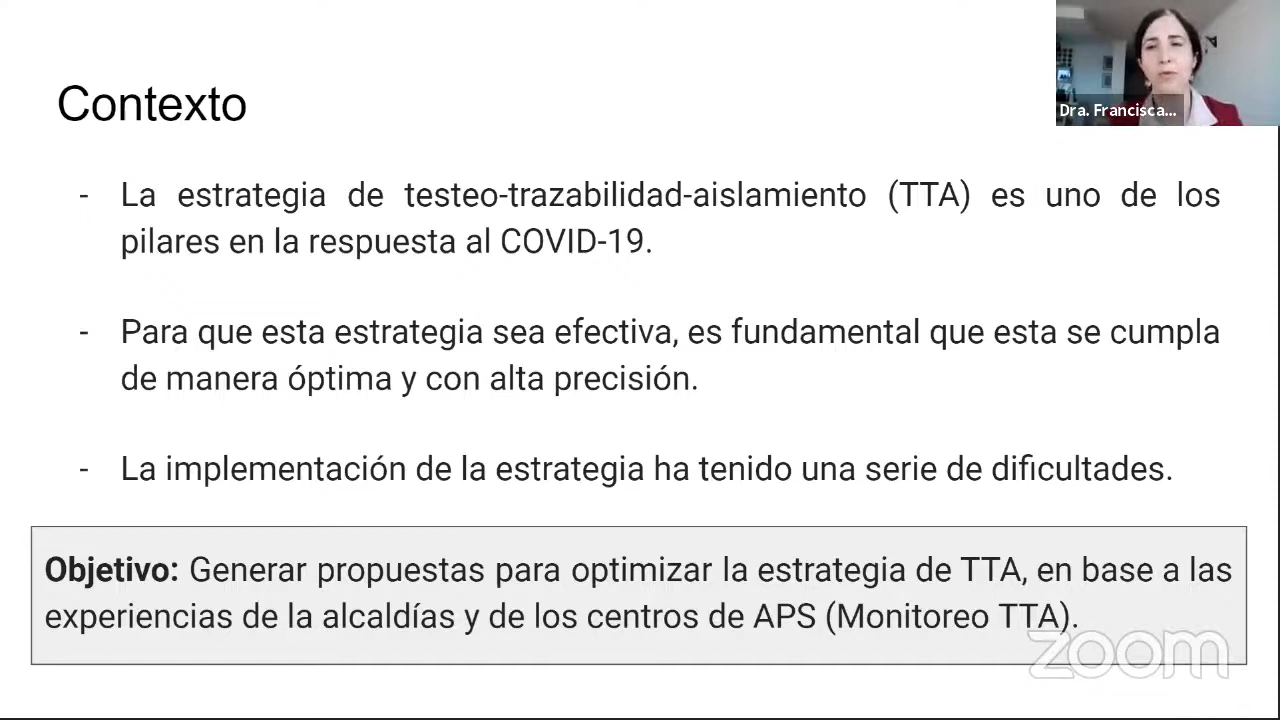 Contexto
Dra. Francisca...
- La estrategia de testeo-trazabilidad-aislamiento (TTA) es uno de los
pilares en la respuesta al COVID-19.
- Para que esta estrategia sea efectiva, es fundamental que esta se cumpla
de manera óptima y con alta precisión.
- La implementación de la estrategia ha tenido una serie de dificultades.
Objetivo: Generar propuestas para optimizar la estrategia de TTA, en base a las
experiencias de la alcaldías y de los centros de APS (Monitoreo TTA).
zoom